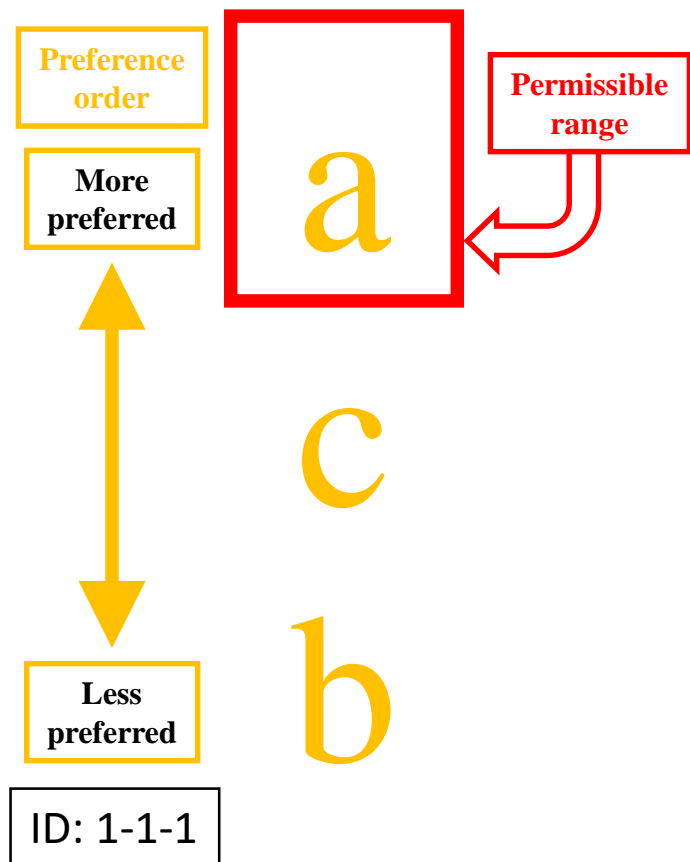 Preference
order
Permissible
range
More
preferred
a
c
b
Less
preferred
ID: 1-1-1